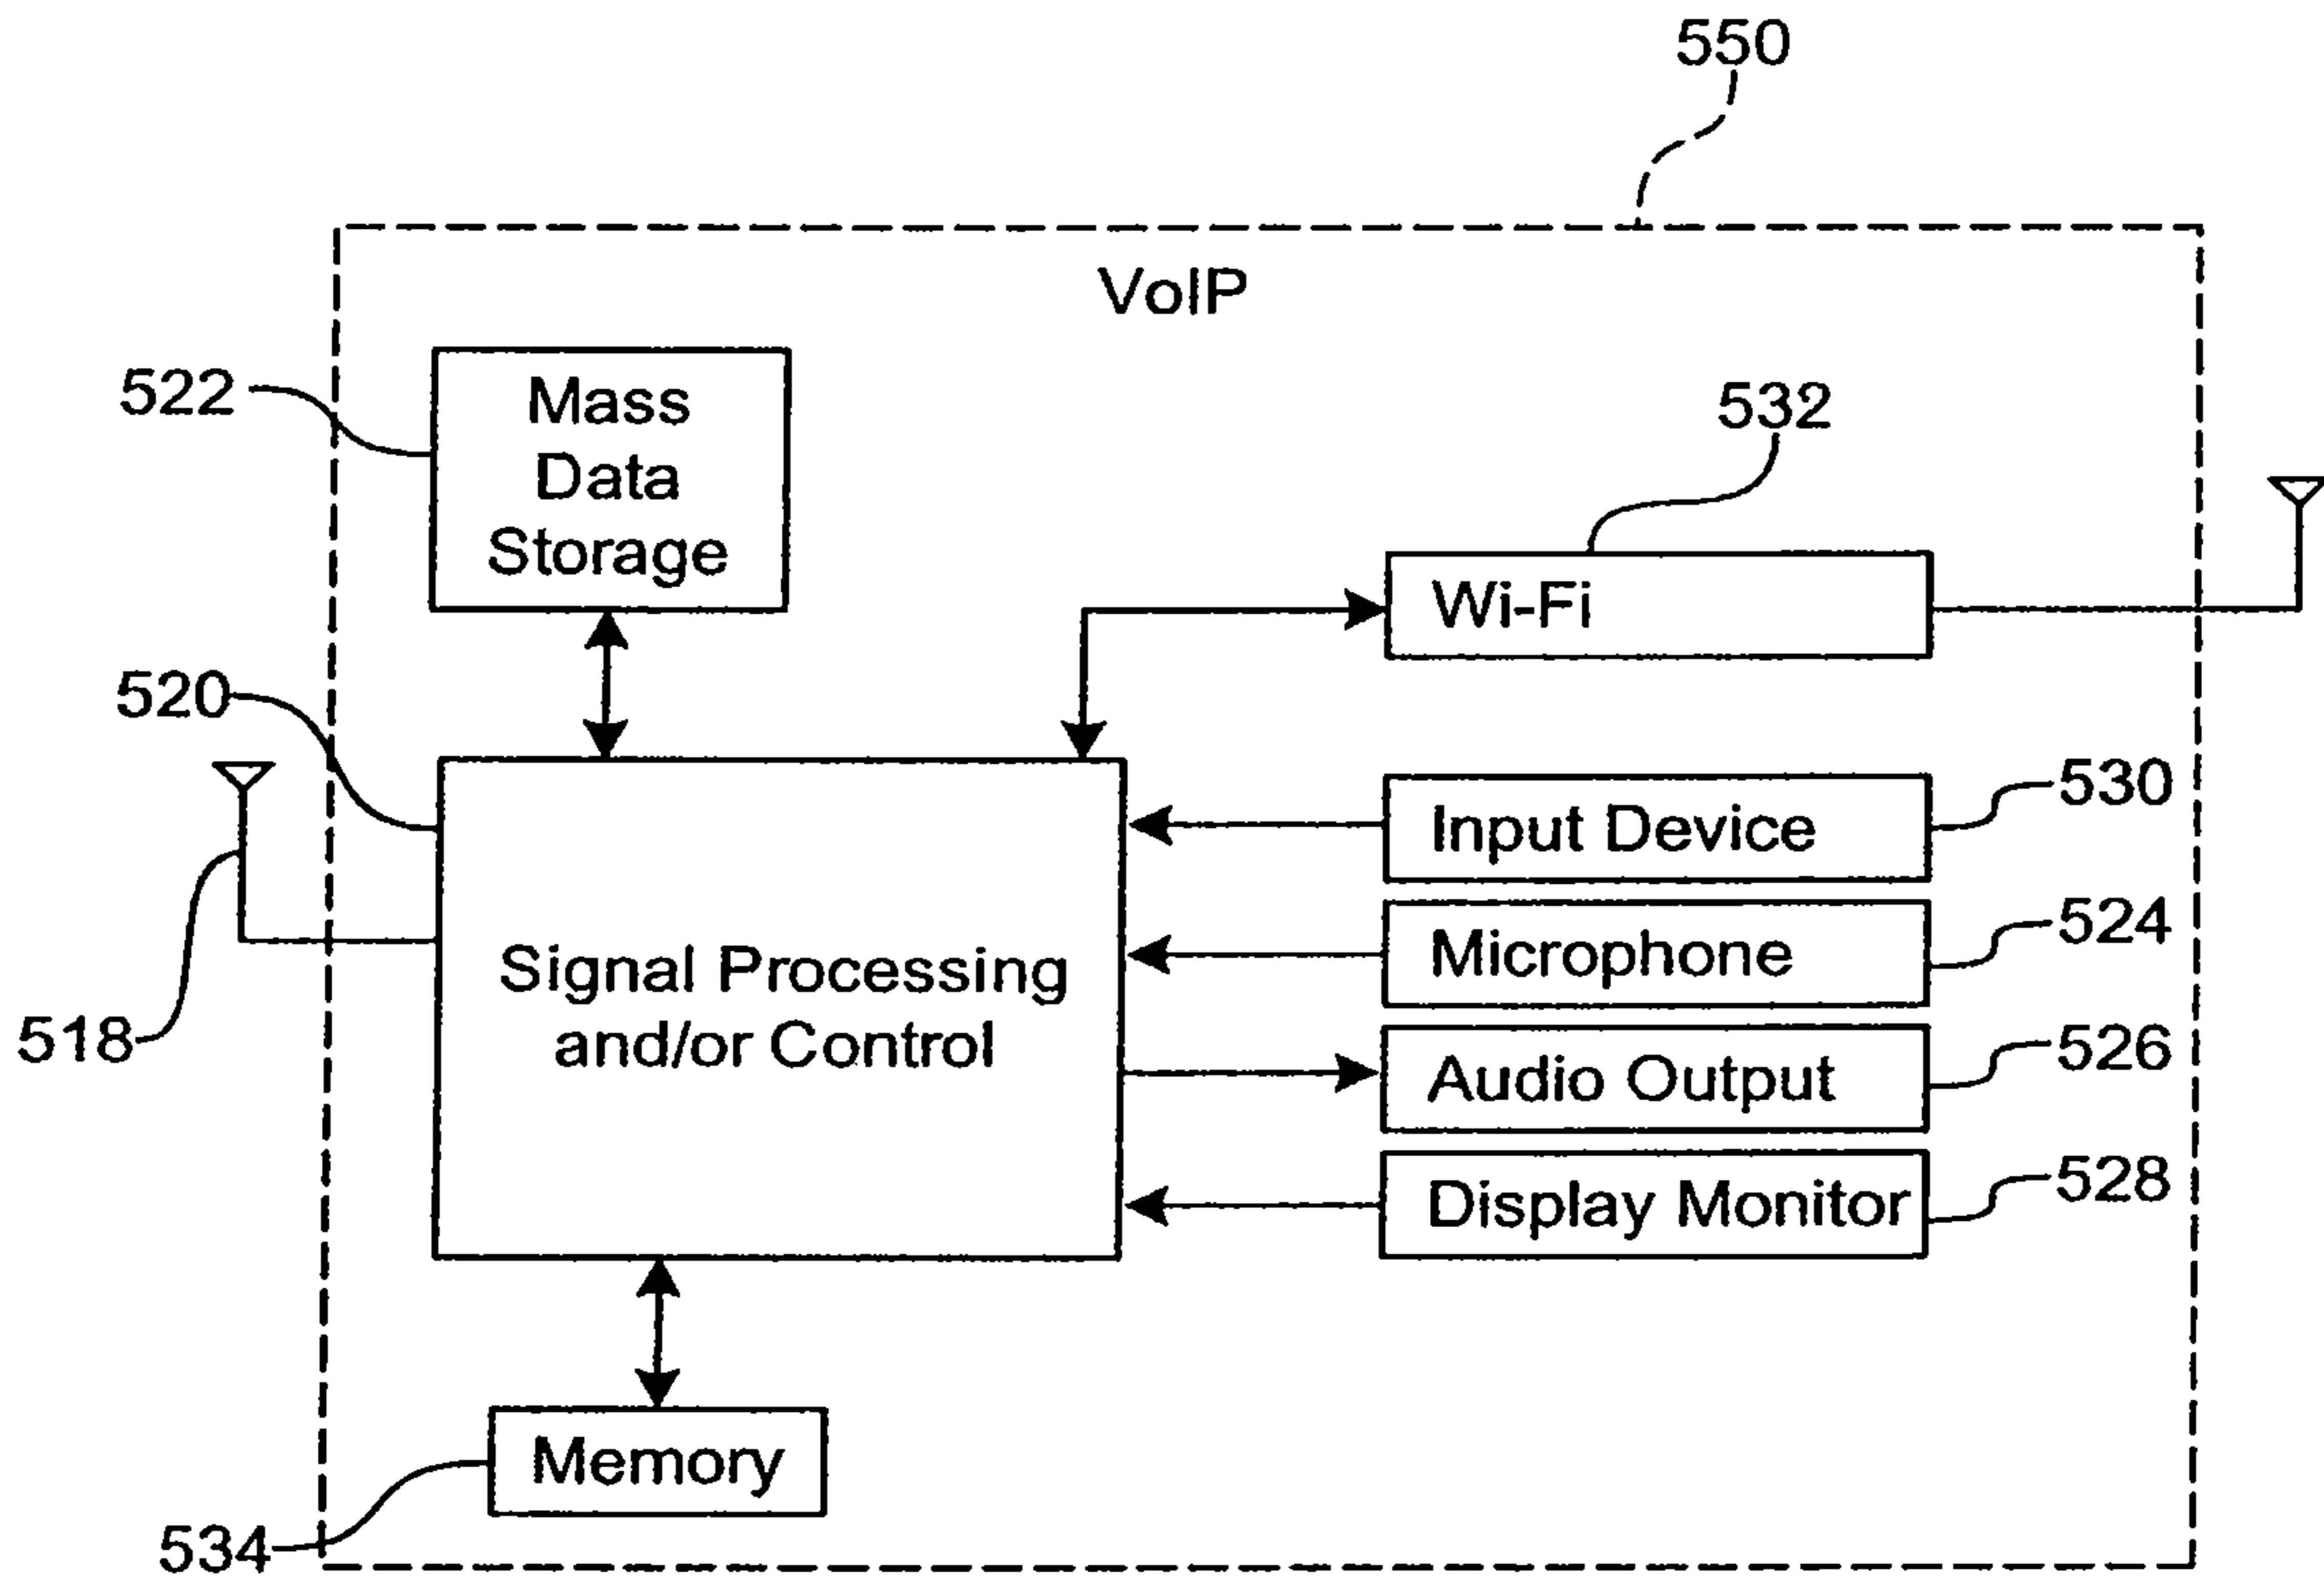 550
VoIP
522
Mass
Data
Storage
532
Wi-Fi
520
530
Input Device
524
Microphone
Signal Processing
and/or Control
518
526
Audio Output
528
Display Monitor
Memory
534